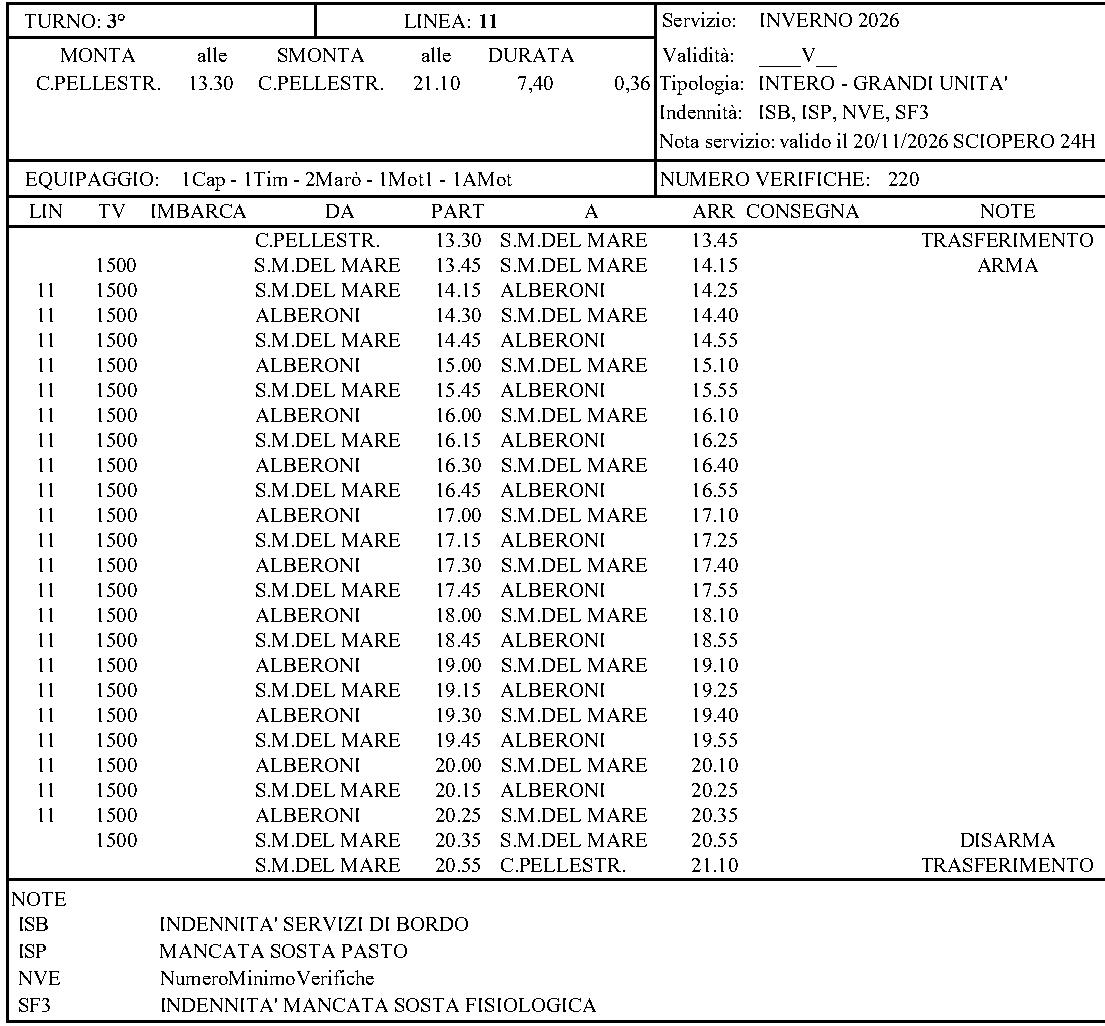 TURNO: 3° LINEA: 11 Servizio: INVERNO 2026
MONTA alle SMONTA alle DURATA Validità: ____V__
C.PELLESTR. 13.30 C.PELLESTR. 21.10 7,40 0,36 Tipologia: INTERO - GRANDI UNITA'
Indennità: ISB, ISP, NVE, SF3
Nota servizio: valido il 20/11/2026 SCIOPERO 24H
EQUIPAGGIO: 1Cap - 1Tim - 2Marò - 1Mot1 - 1AMot NUMERO VERIFICHE: 220
LIN TV IMBARCA DA PART A ARR CONSEGNA NOTE
C.PELLESTR. 13.30 S.M.DEL MARE 13.45 TRASFERIMENTO
1500 S.M.DEL MARE 13.45 S.M.DEL MARE 14.15 ARMA
11 1500 S.M.DEL MARE 14.15 ALBERONI 14.25
11 1500 ALBERONI 14.30 S.M.DEL MARE 14.40
11 1500 S.M.DEL MARE 14.45 ALBERONI 14.55
11 1500 ALBERONI 15.00 S.M.DEL MARE 15.10
11 1500 S.M.DEL MARE 15.45 ALBERONI 15.55
11 1500 ALBERONI 16.00 S.M.DEL MARE 16.10
11 1500 S.M.DEL MARE 16.15 ALBERONI 16.25
11 1500 ALBERONI 16.30 S.M.DEL MARE 16.40
11 1500 S.M.DEL MARE 16.45 ALBERONI 16.55
11 1500 ALBERONI 17.00 S.M.DEL MARE 17.10
11 1500 S.M.DEL MARE 17.15 ALBERONI 17.25
11 1500 ALBERONI 17.30 S.M.DEL MARE 17.40
11 1500 S.M.DEL MARE 17.45 ALBERONI 17.55
11 1500 ALBERONI 18.00 S.M.DEL MARE 18.10
11 1500 S.M.DEL MARE 18.45 ALBERONI 18.55
11 1500 ALBERONI 19.00 S.M.DEL MARE 19.10
11 1500 S.M.DEL MARE 19.15 ALBERONI 19.25
11 1500 ALBERONI 19.30 S.M.DEL MARE 19.40
11 1500 S.M.DEL MARE 19.45 ALBERONI 19.55
11 1500 ALBERONI 20.00 S.M.DEL MARE 20.10
11 1500 S.M.DEL MARE 20.15 ALBERONI 20.25
11 1500 ALBERONI 20.25 S.M.DEL MARE 20.35
1500 S.M.DEL MARE 20.35 S.M.DEL MARE 20.55 DISARMA
S.M.DEL MARE 20.55 C.PELLESTR. 21.10 TRASFERIMENTO
NOTE
ISB INDENNITA' SERVIZI DI BORDO
ISP MANCATA SOSTA PASTO
NVE NumeroMinimoVerifiche
SF3 INDENNITA' MANCATA SOSTA FISIOLOGICA